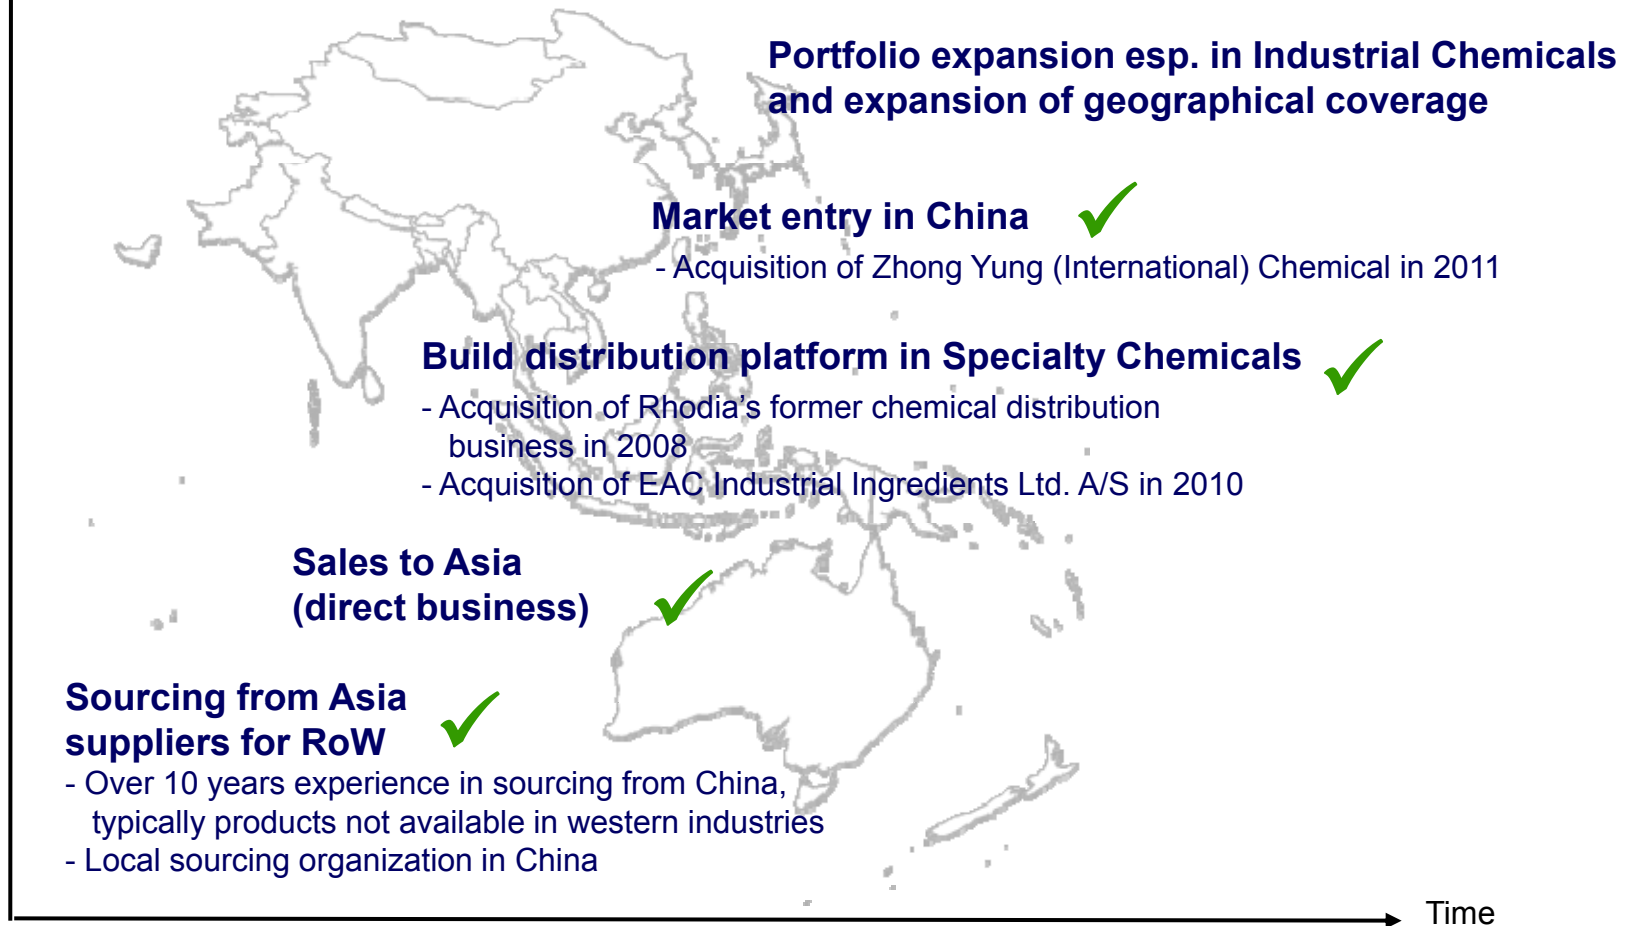 Portfolio expansion esp. in Industrial Chemicals
and expansion of geographical coverage
Market entry in China
- Acquisition of Zhong Yung (International) Chemical in 2011
Build distribution platform in Specialty Chemicals
- Acquisition of Rhodia's former chemical distribution
business in 2008
- Acquisition of EAC Industrial Ingredients Ltd. A/S in 2010
Sales to Asia
(direct business)
Sourcing from Asia
suppliers for RoW
- Over 10 years experience in sourcing from China,
typically products not available in western industries
- Local sourcing organization in China
Time